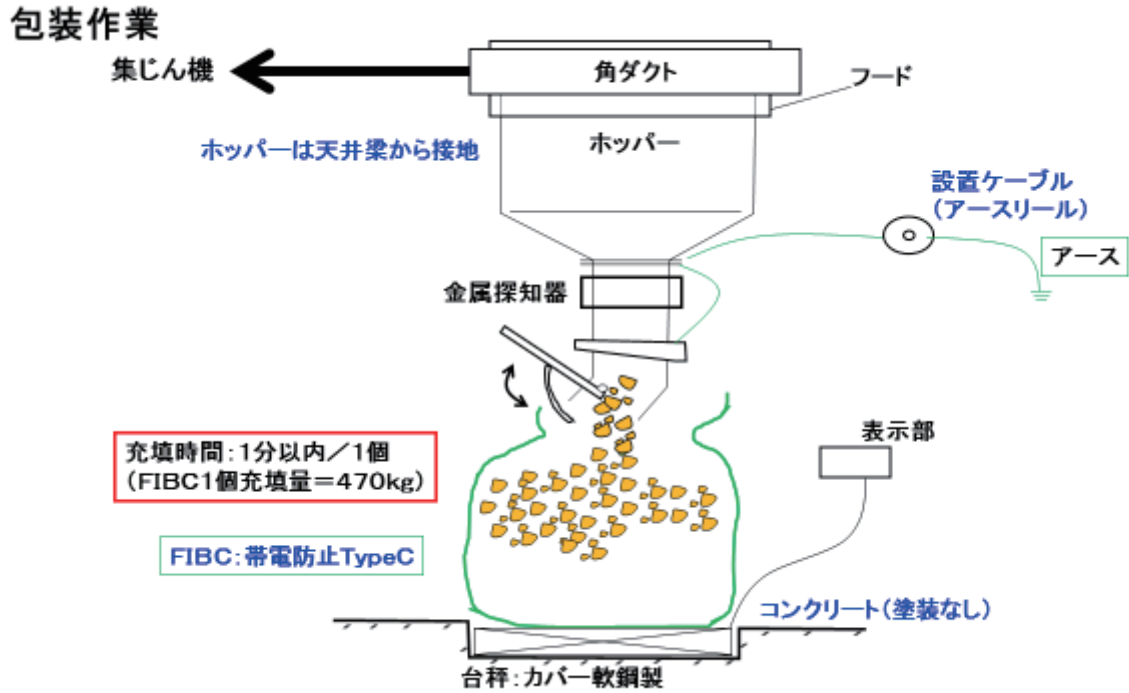 包装作業
集じん機
角ダクト
フード
ホッパーは天井梁から接地
ホッパー
設置ケーブル
(アースリール)
アース
金属探知器
充填時間:1分以内/1個
(FIBC1個充填量=470kg)
表示部
FIBC:帯電防止TypeC
コンクリート(塗装なし)
台秤:カバー軟鋼製